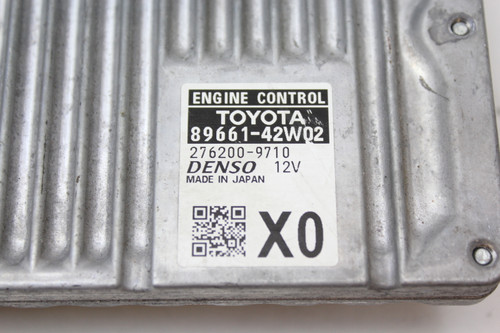 ENGINE CONTROL
TOYOTA
89661-42W02
276200-9710
DENSO 12V
MADE IN JAPAN
X0